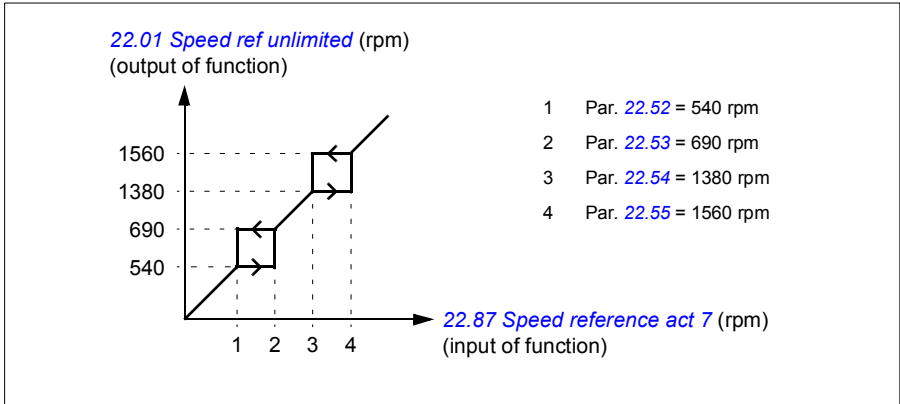 22.01 Speed ref unlimited (rpm)
(output of function)
1 Par. 22.52 = 540 rpm
2 Par. 22.53 = 690 rpm
3 Par. 22.54 = 1380 rpm
4 Par. 22.55 = 1560 rpm
1560
1380
690
540
22.87 Speed reference act 7 (rpm)
(input of function)
1 2 3 4